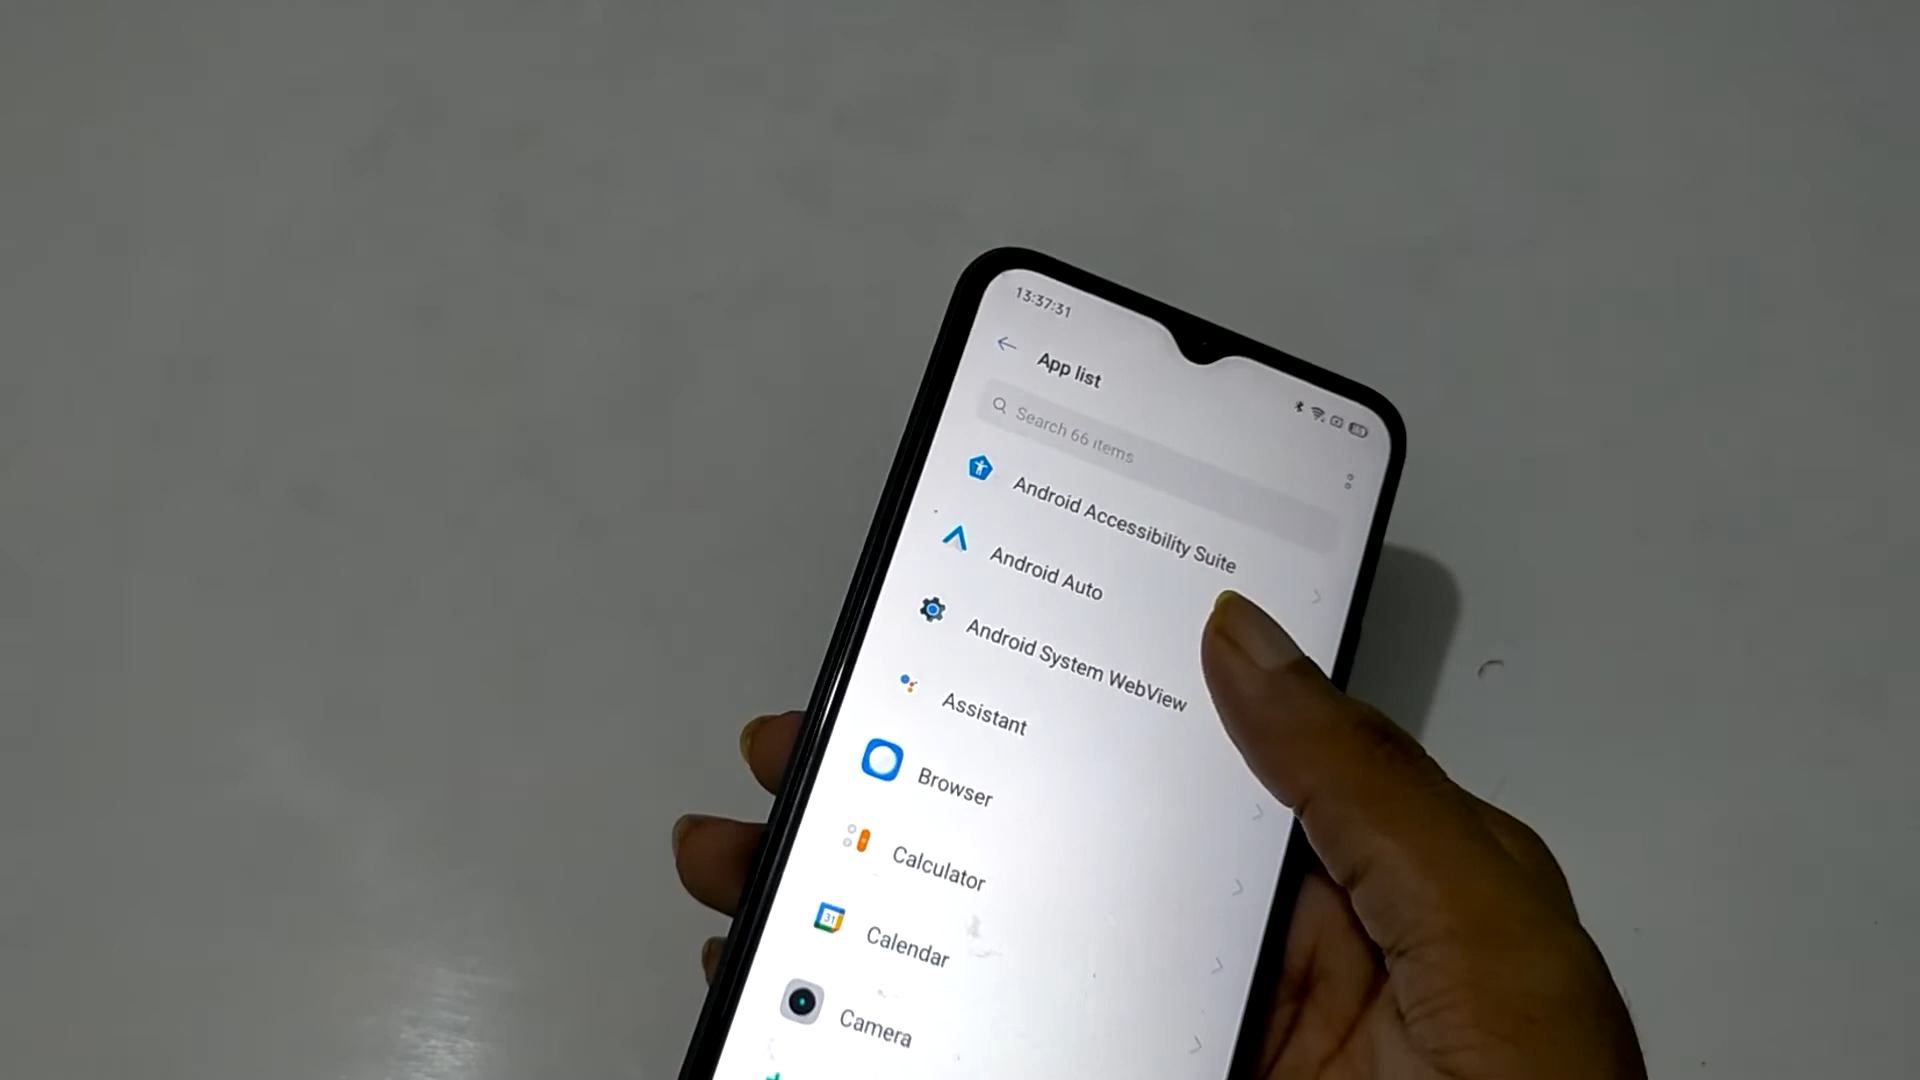 13:37:31
App list
Search 66 items
Android Accessibility Suite
Android Auto
Android System WebView
Assistant
Browser
Calculator
31
Calendar
Camera